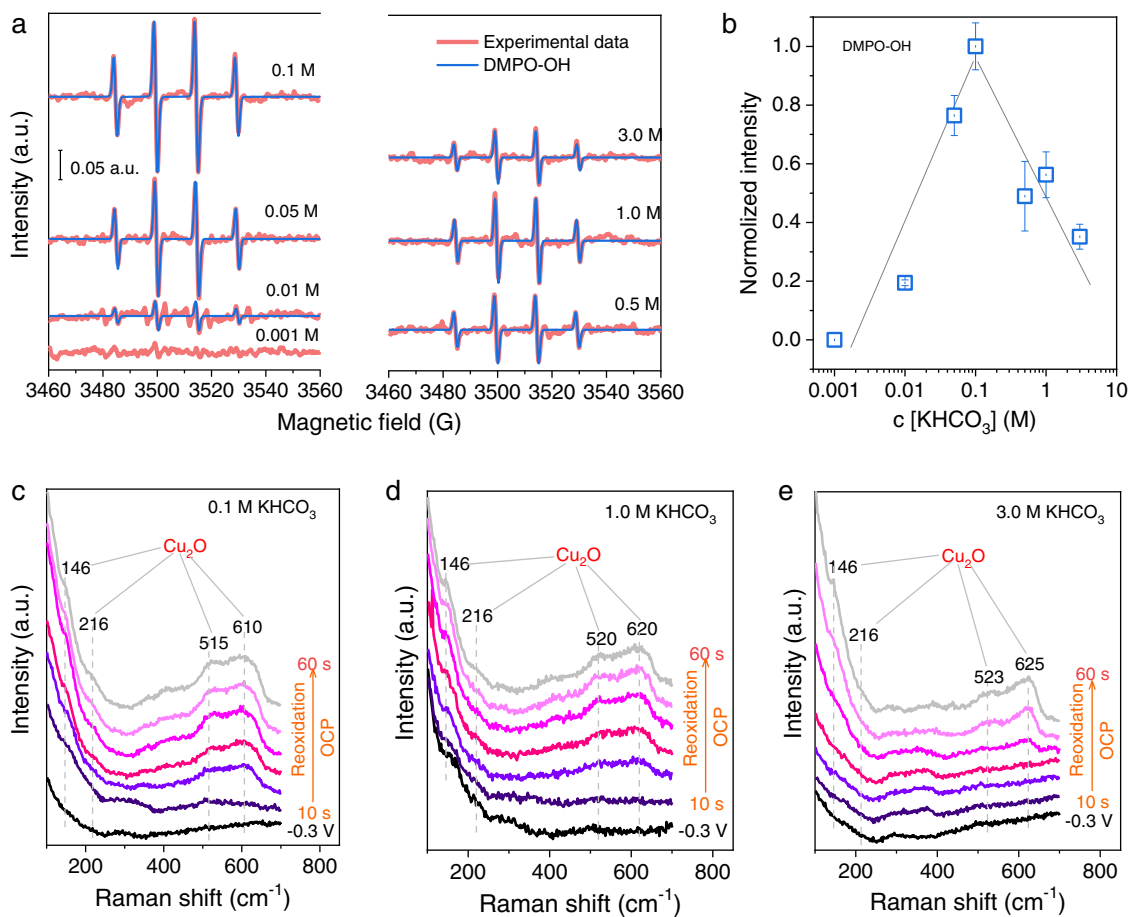 a
Intensity (a.u.)
0.1 M
0.05 a.u.
0.05 M
0.01 M
0.001 M
3460 3480 3500 3520 3540 3560
Experimental data
DMPO-OH
3.0 M
1.0 M
0.5 M
3460 3480 3500 3520 3540 3560
Magnetic field (G)
b
DMPO-OH
Normolized intensity
1.0
0.8
0.6
0.4
0.2
0.0
0.001 0.01 0.1 1 10
c [KHCO₃] (M)
c
0.1 M KHCO₃
Cu₂O
146
216
515
610
60 s
Reoxidation
OCP
10 s
-0.3 V
Intensity (a.u.)
200 400 600 800
Raman shift (cm⁻¹)
d
1.0 M KHCO₃
Cu₂O
146
216
520
620
60 s
Reoxidation
OCP
10 s
-0.3 V
Intensity (a.u.)
200 400 600 800
Raman shift (cm⁻¹)
e
3.0 M KHCO₃
Cu₂O
146
216
523
625
60 s
Reoxidation
OCP
10 s
-0.3 V
Intensity (a.u.)
200 400 600 800
Raman shift (cm⁻¹)